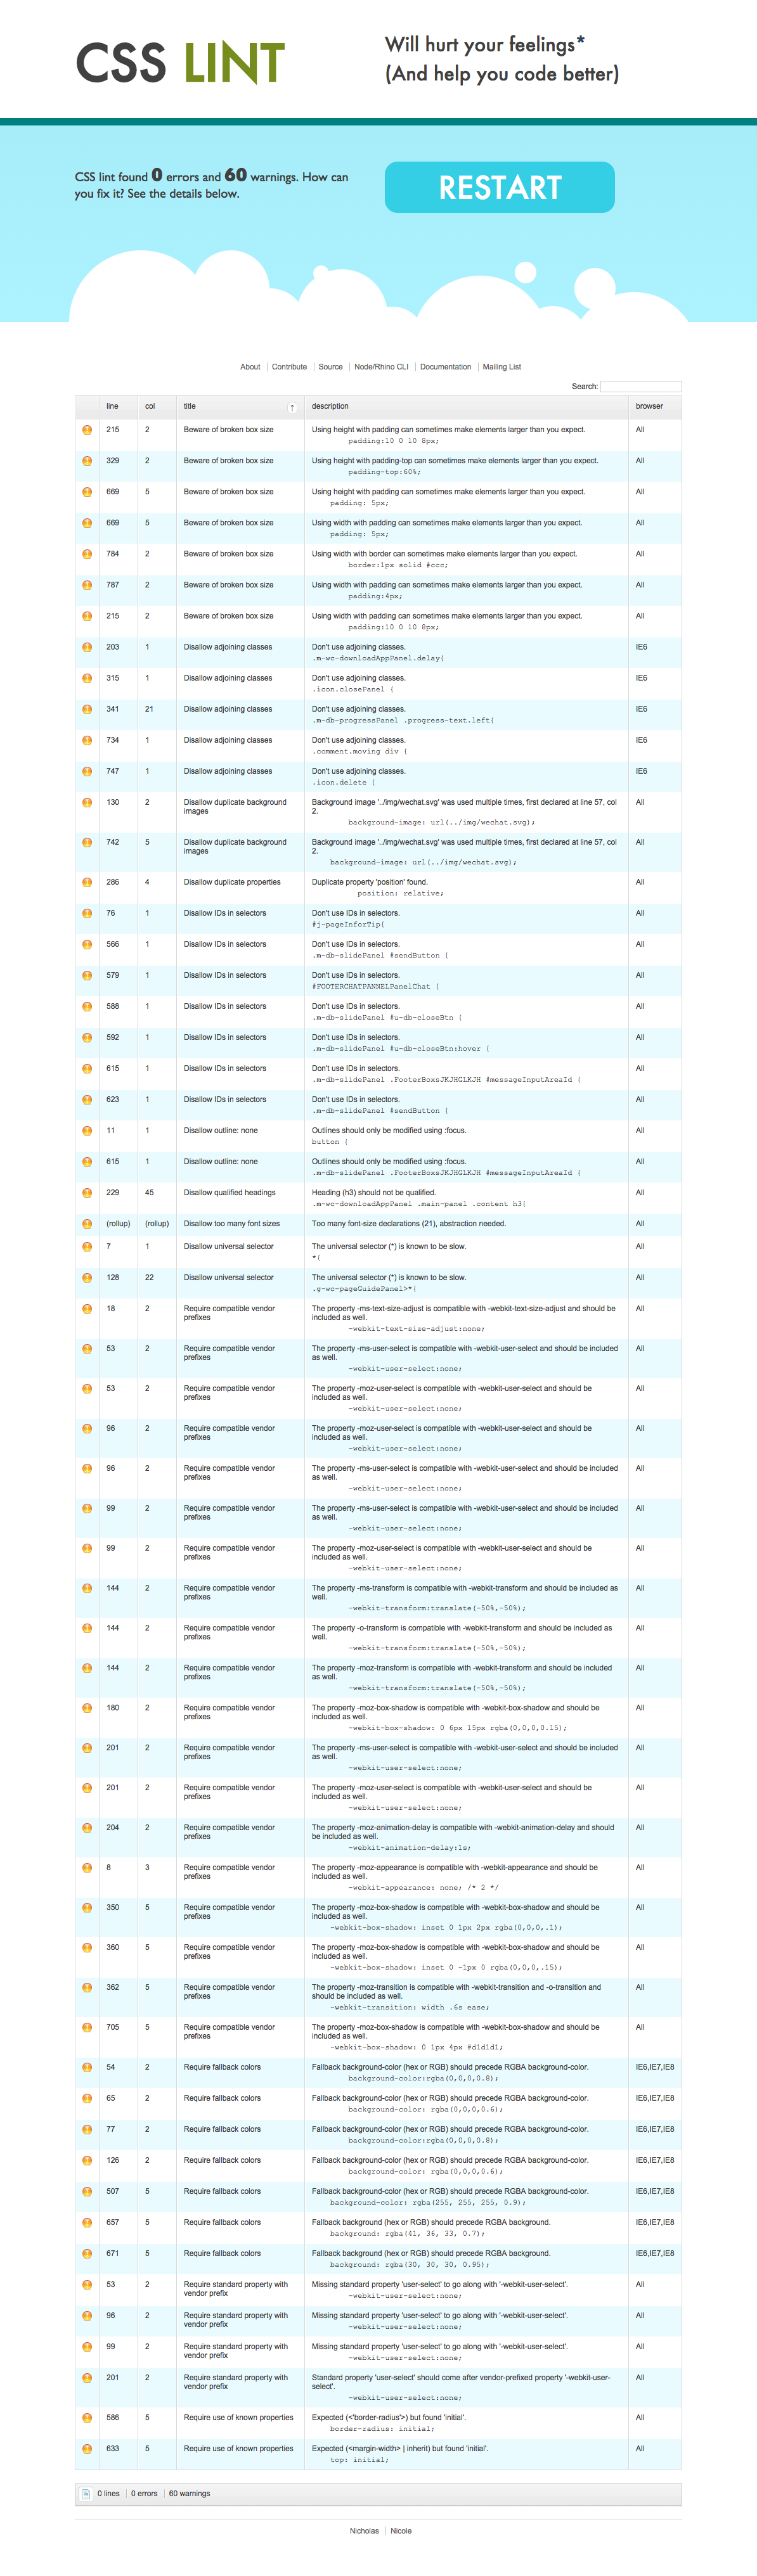 CSS LINT
Will hurt your feelings*
(And help you code better)
CSS lint found 0 errors and 60 warnings. How can
you fix it? See the details below.
RESTART
About Contribute Source Node/Rhino CLI Documentation Mailing List
Search:
line col title description browser
215 2 Beware of broken box size Using height with padding can sometimes make elements larger than you expect. All
padding:10 0 10 8px;
329 2 Beware of broken box size Using height with padding-top can sometimes make elements larger than you expect. All
padding-top:60%;
669 5 Beware of broken box size Using height with padding can sometimes make elements larger than you expect. All
padding: 5px;
669 5 Beware of broken box size Using width with padding can sometimes make elements larger than you expect. All
padding: 5px;
784 2 Beware of broken box size Using width with border can sometimes make elements larger than you expect. All
border:1px solid #ccc;
787 2 Beware of broken box size Using width with padding can sometimes make elements larger than you expect. All
padding:4px;
215 2 Beware of broken box size Using width with padding can sometimes make elements larger than you expect. All
padding:10 0 10 8px;
203 1 Disallow adjoining classes Don't use adjoining classes. IE6
.m-wc-downloadAppPanel.delay{
315 1 Disallow adjoining classes Don't use adjoining classes. IE6
.icon.closePanel {
341 21 Disallow adjoining classes Don't use adjoining classes. IE6
.m-db-progressPanel .progress-text.left{
734 1 Disallow adjoining classes Don't use adjoining classes. IE6
.comment.moving div {
747 1 Disallow adjoining classes Don't use adjoining classes. IE6
.icon.delete {
130 2 Disallow duplicate background Background image '../img/wechat.svg' was used multiple times, first declared at line 57, col All
images 2.
background-image: url(../img/wechat.svg);
742 5 Disallow duplicate background Background image '../img/wechat.svg' was used multiple times, first declared at line 57, col All
images 2.
background-image: url(../img/wechat.svg);
286 4 Disallow duplicate properties Duplicate property 'position' found. All
position: relative;
76 1 Disallow IDs in selectors Don't use IDs in selectors. All
#j-pageInforTip{
566 1 Disallow IDs in selectors Don't use IDs in selectors. All
.m-db-slidePanel #sendButton {
579 1 Disallow IDs in selectors Don't use IDs in selectors. All
#FOOTERCHATPANNELPanelChat {
588 1 Disallow IDs in selectors Don't use IDs in selectors. All
.m-db-slidePanel #u-db-closeBtn {
592 1 Disallow IDs in selectors Don't use IDs in selectors. All
.m-db-slidePanel #u-db-closeBtn:hover {
615 1 Disallow IDs in selectors Don't use IDs in selectors. All
.m-db-slidePanel .FooterBoxsJKJHGLKJH #messageInputAreaId {
623 1 Disallow IDs in selectors Don't use IDs in selectors. All
.m-db-slidePanel #sendButton {
11 1 Disallow outline: none Outlines should only be modified using :focus. All
button {
615 1 Disallow outline: none Outlines should only be modified using :focus. All
.m-db-slidePanel .FooterBoxsJKJHGLKJH #messageInputAreaId {
229 45 Disallow qualified headings Heading (h3) should not be qualified. All
.m-wc-downloadAppPanel .main-panel .content h3{
(rollup) (rollup) Disallow too many font sizes Too many font-size declarations (21), abstraction needed. All
7 1 Disallow universal selector The universal selector (*) is known to be slow. All
*{
128 22 Disallow universal selector The universal selector (*) is known to be slow. All
.g-wc-pageGuidePanel>*{
18 2 Require compatible vendor The property -ms-text-size-adjust is compatible with -webkit-text-size-adjust and should be All
prefixes included as well.
-webkit-text-size-adjust:none;
53 2 Require compatible vendor The property -ms-user-select is compatible with -webkit-user-select and should be included All
prefixes as well.
-webkit-user-select:none;
53 2 Require compatible vendor The property -moz-user-select is compatible with -webkit-user-select and should be All
prefixes included as well.
-webkit-user-select:none;
96 2 Require compatible vendor The property -moz-user-select is compatible with -webkit-user-select and should be All
prefixes included as well.
-webkit-user-select:none;
96 2 Require compatible vendor The property -ms-user-select is compatible with -webkit-user-select and should be included All
prefixes as well.
-webkit-user-select:none;
99 2 Require compatible vendor The property -ms-user-select is compatible with -webkit-user-select and should be included All
prefixes as well.
-webkit-user-select:none;
99 2 Require compatible vendor The property -moz-user-select is compatible with -webkit-user-select and should be All
prefixes included as well.
-webkit-user-select:none;
144 2 Require compatible vendor The property -ms-transform is compatible with -webkit-transform and should be included as All
prefixes well.
-webkit-transform:translate(-50%,-50%);
144 2 Require compatible vendor The property -o-transform is compatible with -webkit-transform and should be included as All
prefixes well.
-webkit-transform:translate(-50%,-50%);
144 2 Require compatible vendor The property -moz-transform is compatible with -webkit-transform and should be included All
prefixes as well.
-webkit-transform:translate(-50%,-50%);
180 2 Require compatible vendor The property -moz-box-shadow is compatible with -webkit-box-shadow and should be All
prefixes included as well.
-webkit-box-shadow: 0 6px 15px rgba(0,0,0,0.15);
201 2 Require compatible vendor The property -ms-user-select is compatible with -webkit-user-select and should be included All
prefixes as well.
-webkit-user-select:none;
201 2 Require compatible vendor The property -moz-user-select is compatible with -webkit-user-select and should be All
prefixes included as well.
-webkit-user-select:none;
204 2 Require compatible vendor The property -moz-animation-delay is compatible with -webkit-animation-delay and should All
prefixes be included as well.
-webkit-animation-delay:1s;
8 3 Require compatible vendor The property -moz-appearance is compatible with -webkit-appearance and should be All
prefixes included as well.
-webkit-appearance: none; /* 2 */
350 5 Require compatible vendor The property -moz-box-shadow is compatible with -webkit-box-shadow and should be All
prefixes included as well.
-webkit-box-shadow: inset 0 1px 2px rgba(0,0,0,.1);
360 5 Require compatible vendor The property -moz-box-shadow is compatible with -webkit-box-shadow and should be All
prefixes included as well.
-webkit-box-shadow: inset 0 -1px 0 rgba(0,0,0,.15);
362 5 Require compatible vendor The property -moz-transition is compatible with -webkit-transition and -o-transition and All
prefixes should be included as well.
-webkit-transition: width .6s ease;
705 5 Require compatible vendor The property -moz-box-shadow is compatible with -webkit-box-shadow and should be All
prefixes included as well.
-webkit-box-shadow: 0 1px 4px #d1d1d1;
54 2 Require fallback colors Fallback background-color (hex or RGB) should precede RGBA background-color. IE6,IE7,IE8
background-color:rgba(0,0,0,0.8);
65 2 Require fallback colors Fallback background-color (hex or RGB) should precede RGBA background-color. IE6,IE7,IE8
background-color: rgba(0,0,0,0.6);
77 2 Require fallback colors Fallback background-color (hex or RGB) should precede RGBA background-color. IE6,IE7,IE8
background-color:rgba(0,0,0,0.8);
126 2 Require fallback colors Fallback background-color (hex or RGB) should precede RGBA background-color. IE6,IE7,IE8
background-color: rgba(0,0,0,0.6);
507 5 Require fallback colors Fallback background-color (hex or RGB) should precede RGBA background-color. IE6,IE7,IE8
background-color: rgba(255, 255, 255, 0.9);
657 5 Require fallback colors Fallback background (hex or RGB) should precede RGBA background. IE6,IE7,IE8
background: rgba(41, 36, 33, 0.7);
671 5 Require fallback colors Fallback background (hex or RGB) should precede RGBA background. IE6,IE7,IE8
background: rgba(30, 30, 30, 0.95);
53 2 Require standard property with Missing standard property 'user-select' to go along with '-webkit-user-select'. All
vendor prefix -webkit-user-select:none;
96 2 Require standard property with Missing standard property 'user-select' to go along with '-webkit-user-select'. All
vendor prefix -webkit-user-select:none;
99 2 Require standard property with Missing standard property 'user-select' to go along with '-webkit-user-select'. All
vendor prefix -webkit-user-select:none;
201 2 Require standard property with Standard property 'user-select' should come after vendor-prefixed property '-webkit-user- All
vendor prefix select'.
-webkit-user-select:none;
586 5 Require use of known properties Expected (<'border-radius'>) but found 'initial'. All
border-radius: initial;
633 5 Require use of known properties Expected (<margin-width> | inherit) but found 'initial'. All
top: initial;
0 lines 0 errors 60 warnings
Nicholas Nicole